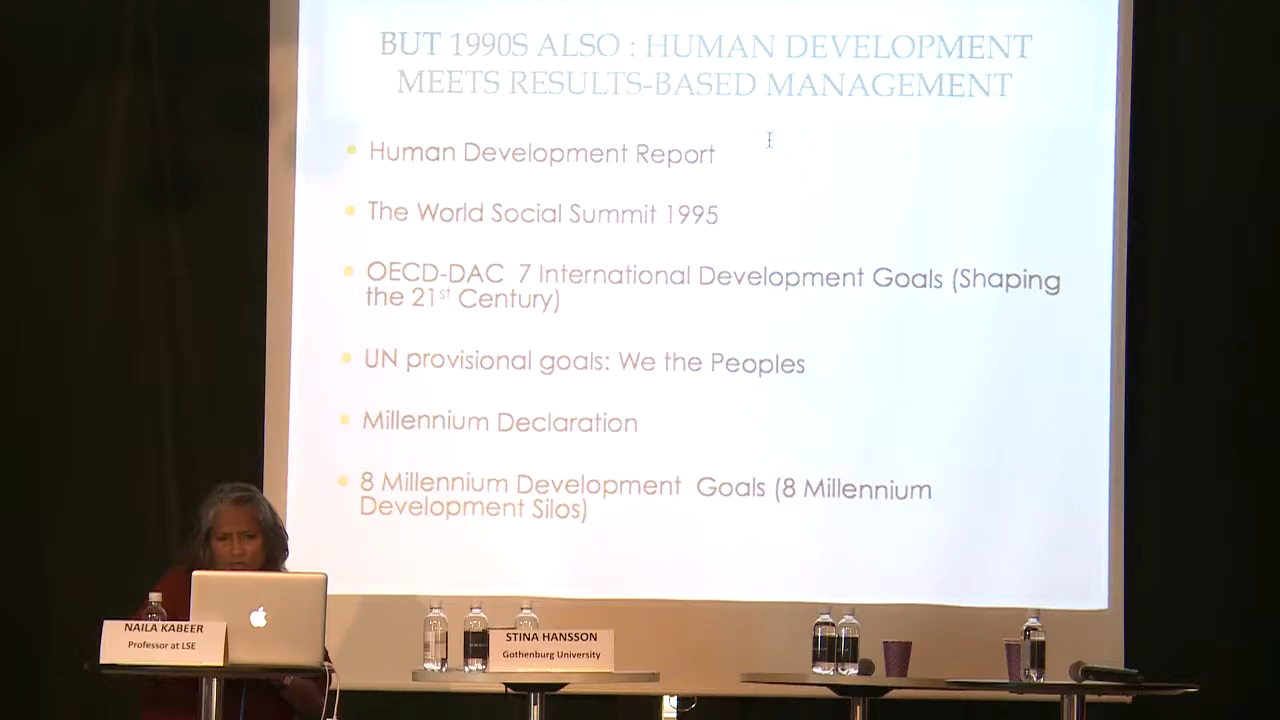 BUT 1990S ALSO : HUMAN DEVELOPMENT
MEETS RESULTS-BASED MANAGEMENT
Human Development Report
The World Social Summit 1995
OECD-DAC 7 International Development Goals (Shaping
the 21st Century)
UN provisional goals: We the Peoples
Millennium Declaration
8 Millennium Development Goals (8 Millennium
Development Silos)
NAILA KABEER
Professor at LSE
STINA HANSSON
Gothenburg University